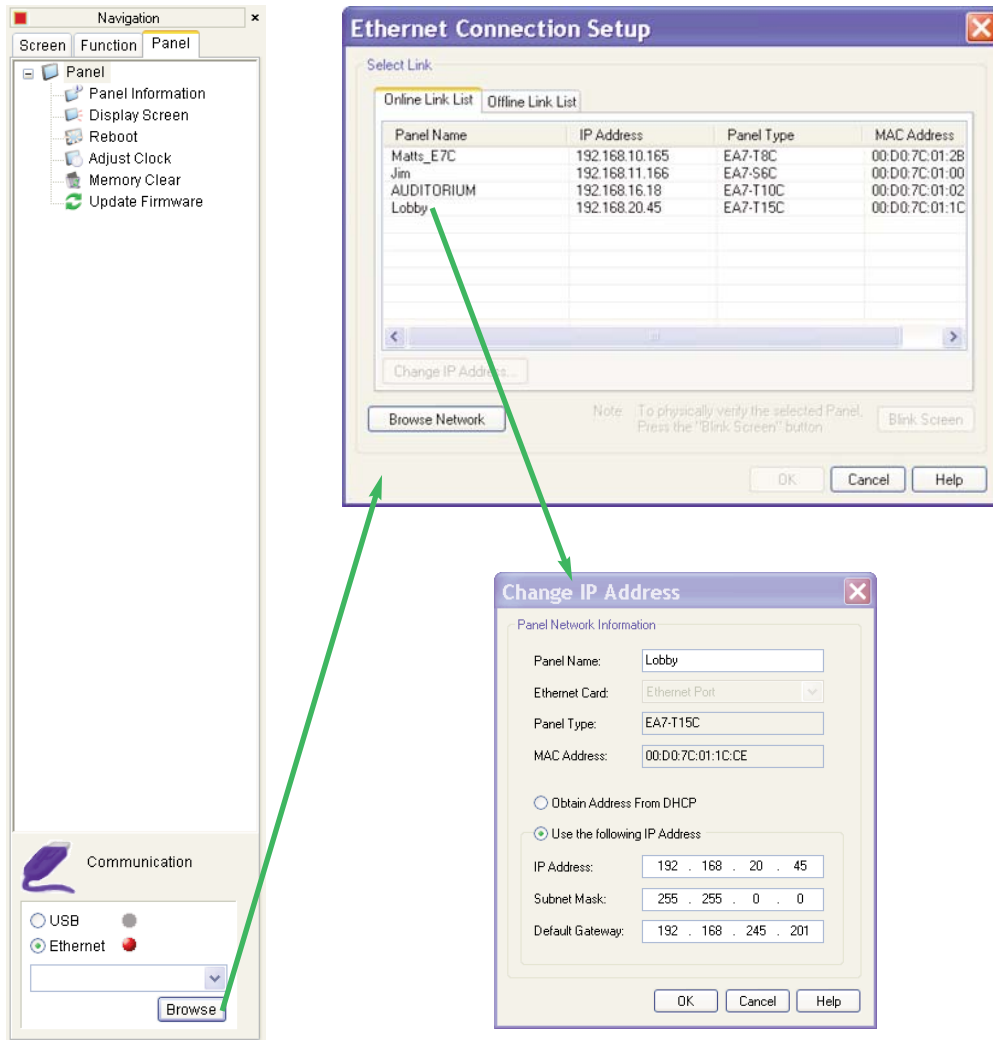 Navigation
Screen Function Panel
Panel
Panel Information
Display Screen
Reboot
Adjust Clock
Memory Clear
Update Firmware
Communication
USB
Ethernet
Browse
Ethernet Connection Setup
Select Link
Online Link List Offline Link List
Panel Name IP Address Panel Type MAC Address
Matts_E7C 192.168.10.165 EA7-T8C 00:D0:7C:01:2B
Jim 192.168.11.166 EA7-S6C 00:D0:7C:01:00
AUDITORIUM 192.168.16.18 EA7-T10C 00:D0:7C:01:02
Lobby 192.168.20.45 EA7-T15C 00:D0:7C:01:1C
Change IP Address...
Browse Network
Note To physically verify the selected Panel,
Press the "Blink Screen" button
Blink Screen
OK Cancel Help
Change IP Address
Panel Network Information
Panel Name: Lobby
Ethernet Card: Ethernet Port
Panel Type: EA7-T15C
MAC Address: 00:D0:7C:01:1C:CE
Obtain Address From DHCP
Use the following IP Address
IP Address: 192 . 168 . 20 . 45
Subnet Mask: 255 . 255 . 0 . 0
Default Gateway: 192 . 168 . 245 . 201
OK Cancel Help